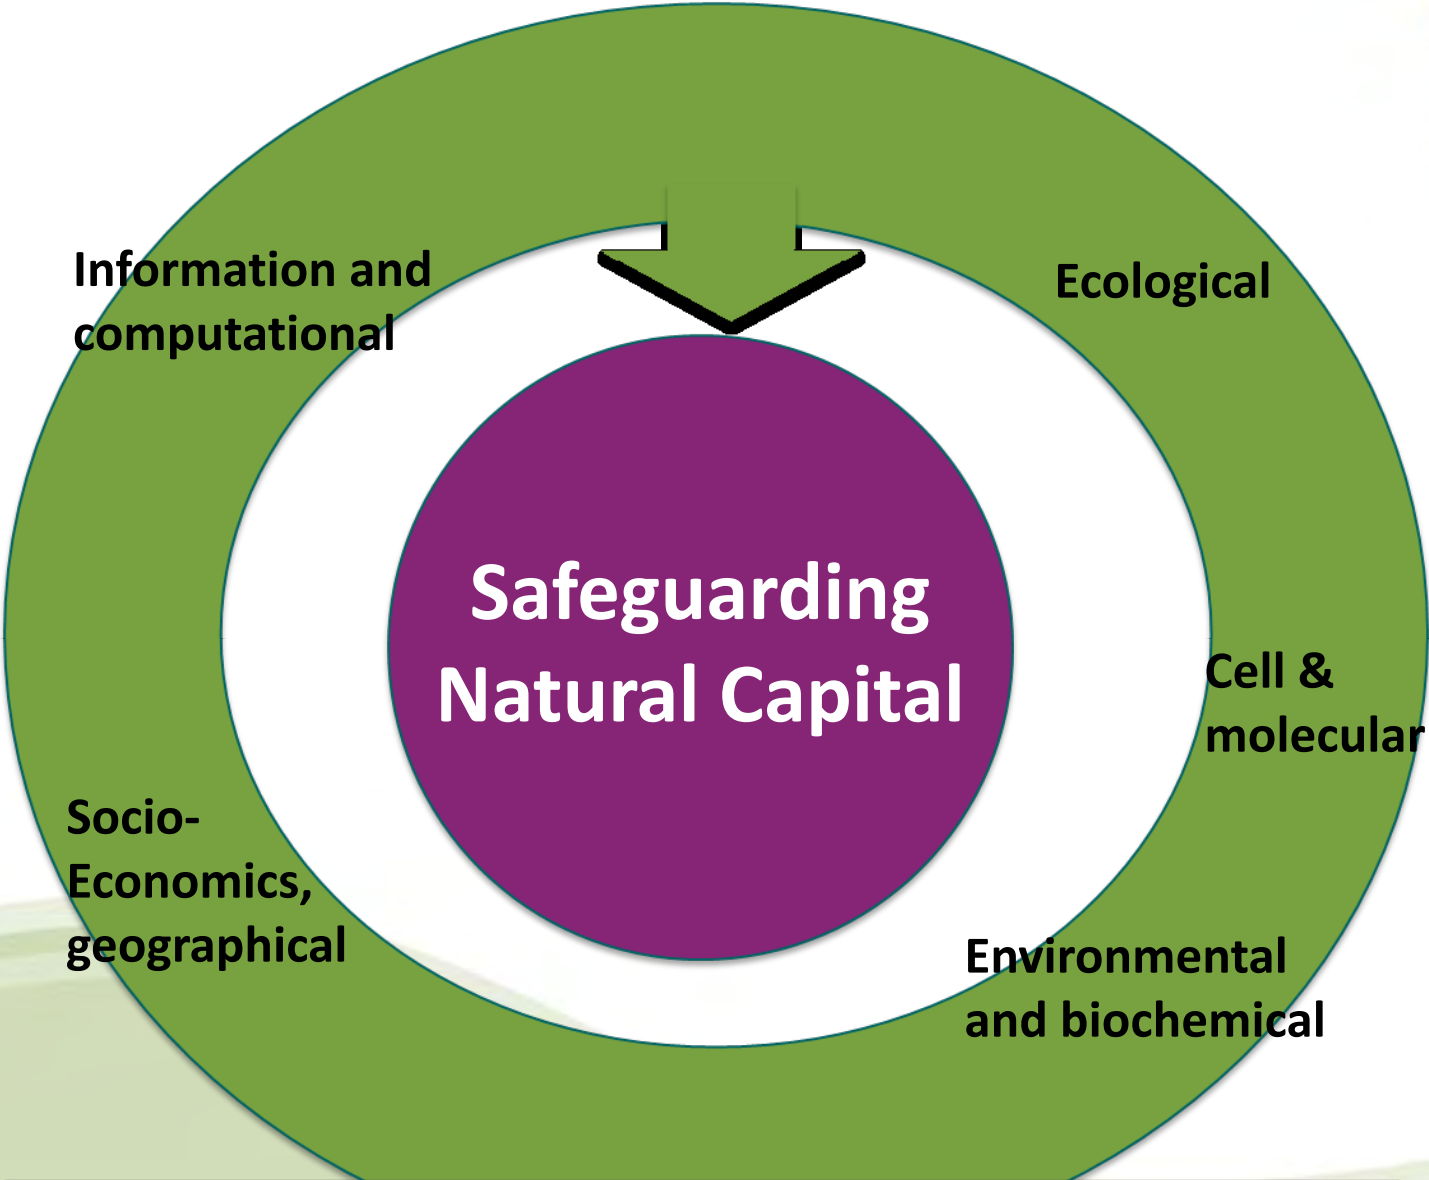 Information and
computational
Ecological
Safeguarding
Natural Capital
Cell &
molecular
Socio-
Economics,
geographical
Environmental
and biochemical